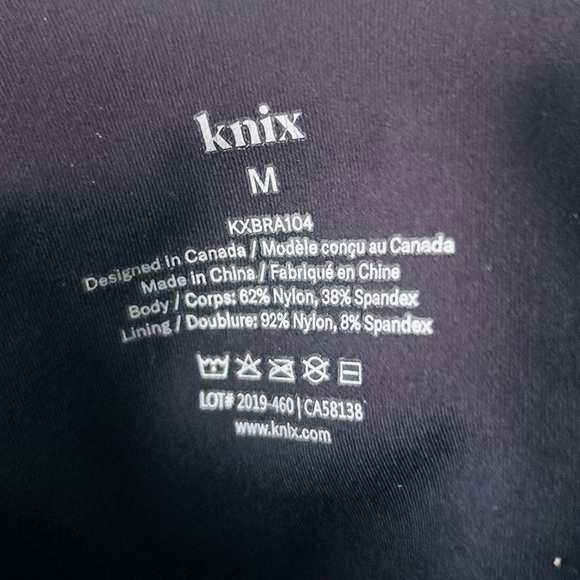 knix
M
KXBRA104
Designed in Canada / Modèle conçu au Canada
Made in China / Fabriqué en Chine
Body / Corps: 62% Nylon, 38% Spandex
Lining / Doublure: 92% Nylon, 8% Spandex
LOT# 2019-460 | CA58138
www.knix.com